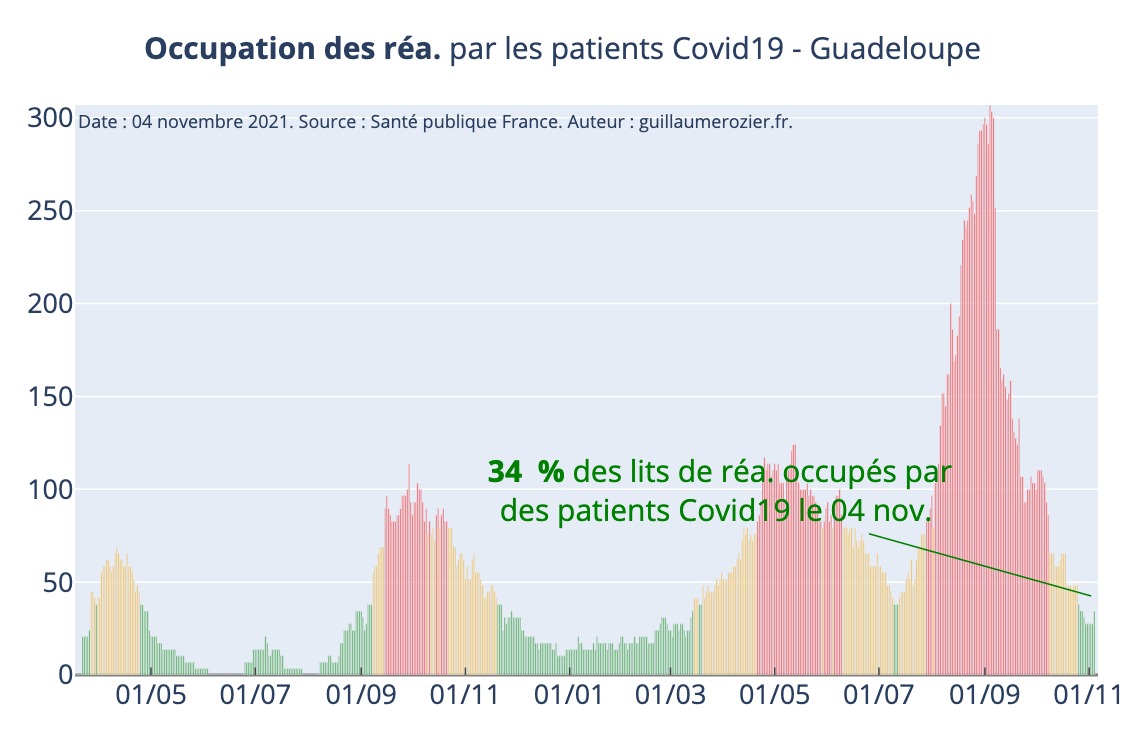 Occupation des réa. par les patients Covid19 - Guadeloupe
Date : 04 novembre 2021. Source : Santé publique France. Auteur : guillaumerozier.fr.
300
250
200
150
100
50
0
34 % des lits de réa. occupés par
des patients Covid19 le 04 nov.
01/05 01/07 01/09 01/11 01/01 01/03 01/05 01/07 01/09 01/11